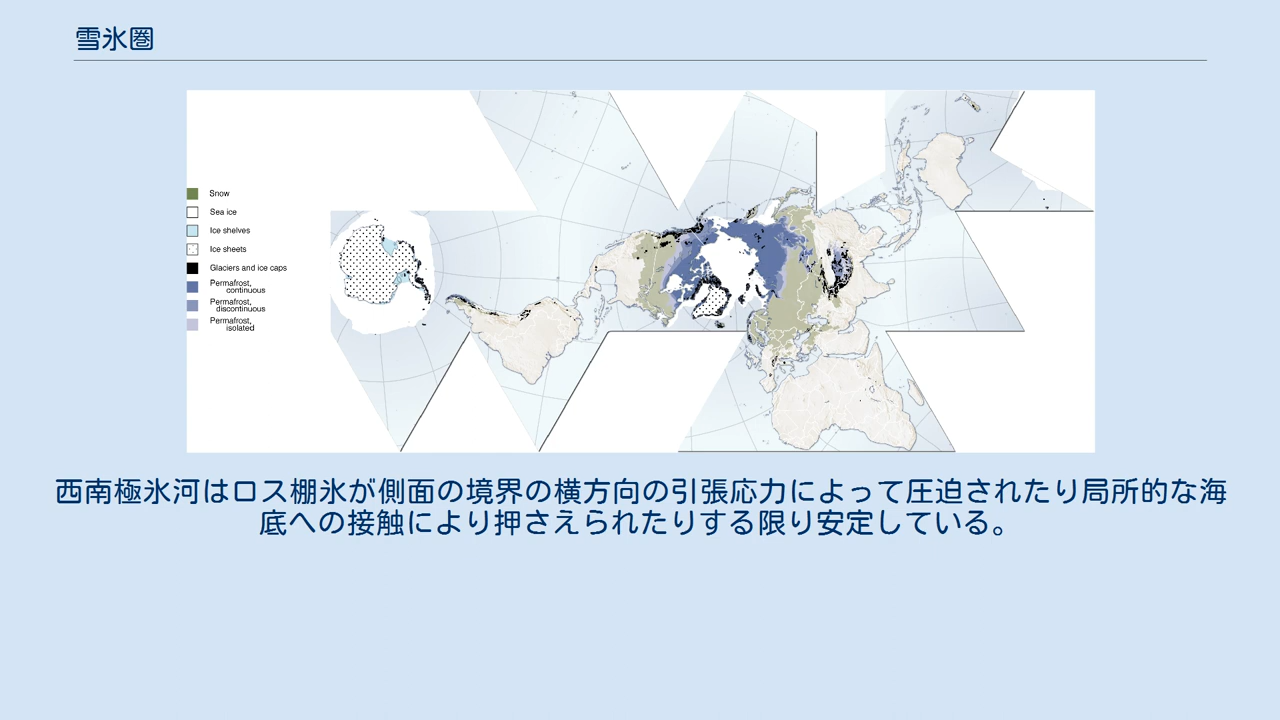 雪氷圏
Snow
Sea ice
Ice shelves
Ice sheets
Glaciers and ice caps
Permafrost,
continuous
Permafrost,
discontinuous
Permafrost,
isolated
西南極氷河はロス棚氷が側面の境界の横方向の引張応力によって圧迫されたり局所的な海
底への接触により押さえられたりする限り安定している。